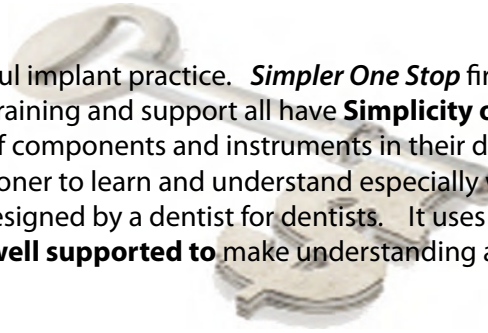 ul implant practice. Simpler One Stop fir
raining and support all have Simplicity
f components and instruments in their d
oner to learn and understand especially
esigned by a dentist for dentists. It uses
well supported to make understanding a